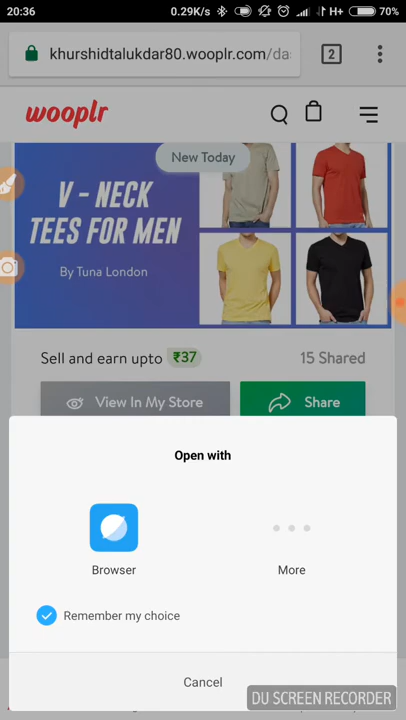 20:36
0.29K/s
H+
70%
khurshidtalukdar80.wooplr.com/da
2
wooplr
New Today
V - NECK
TEES FOR MEN
By Tuna London
Sell and earn upto ₹37
15 Shared
View In My Store
Share
Open with
Browser
More
Remember my choice
Cancel
DU SCREEN RECORDER